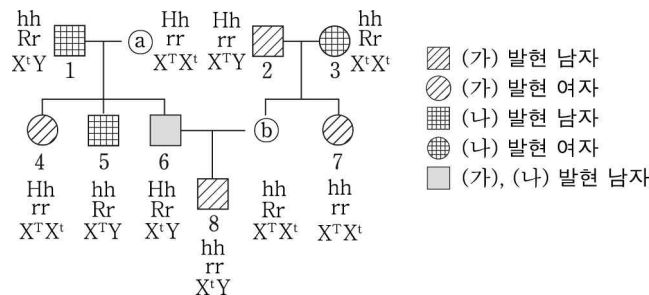 hh Rr XᵗY
1
ⓐ
Hh rr XᵀXᵗ
Hh rr XᵀY
2
3
hh Rr XᵗXᵗ
4
5
6
ⓑ
7
Hh rr XᵀXᵗ
hh Rr XᵀY
Hh Rr XᵗY
8
hh rr XᵗY
hh Rr XᵀXᵗ
hh rr XᵀXᵗ
(가) 발현 남자
(가) 발현 여자
(나) 발현 남자
(나) 발현 여자
(가), (나) 발현 남자